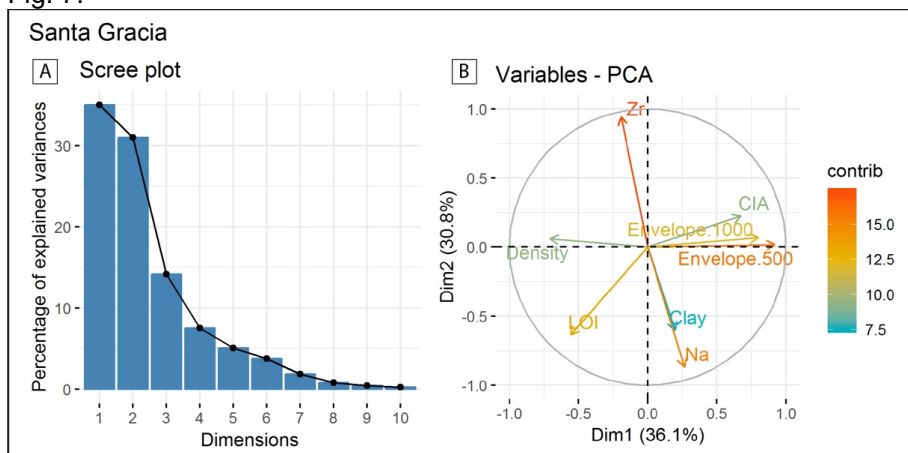 Fig. 7.
Santa Gracia
A Scree plot
Percentage of explained variances
30
20
10
0
1 2 3 4 5 6 7 8 9 10
Dimensions
B Variables - PCA
Dim2 (30.8%)
1.0
0.5
0.0
-0.5
-1.0
Zr
CIA
Envelope.1000
Density
Envelope.500
LOI
Clay
Na
-1.0 -0.5 0.0 0.5 1.0
Dim1 (36.1%)
contrib
15.0
12.5
10.0
7.5